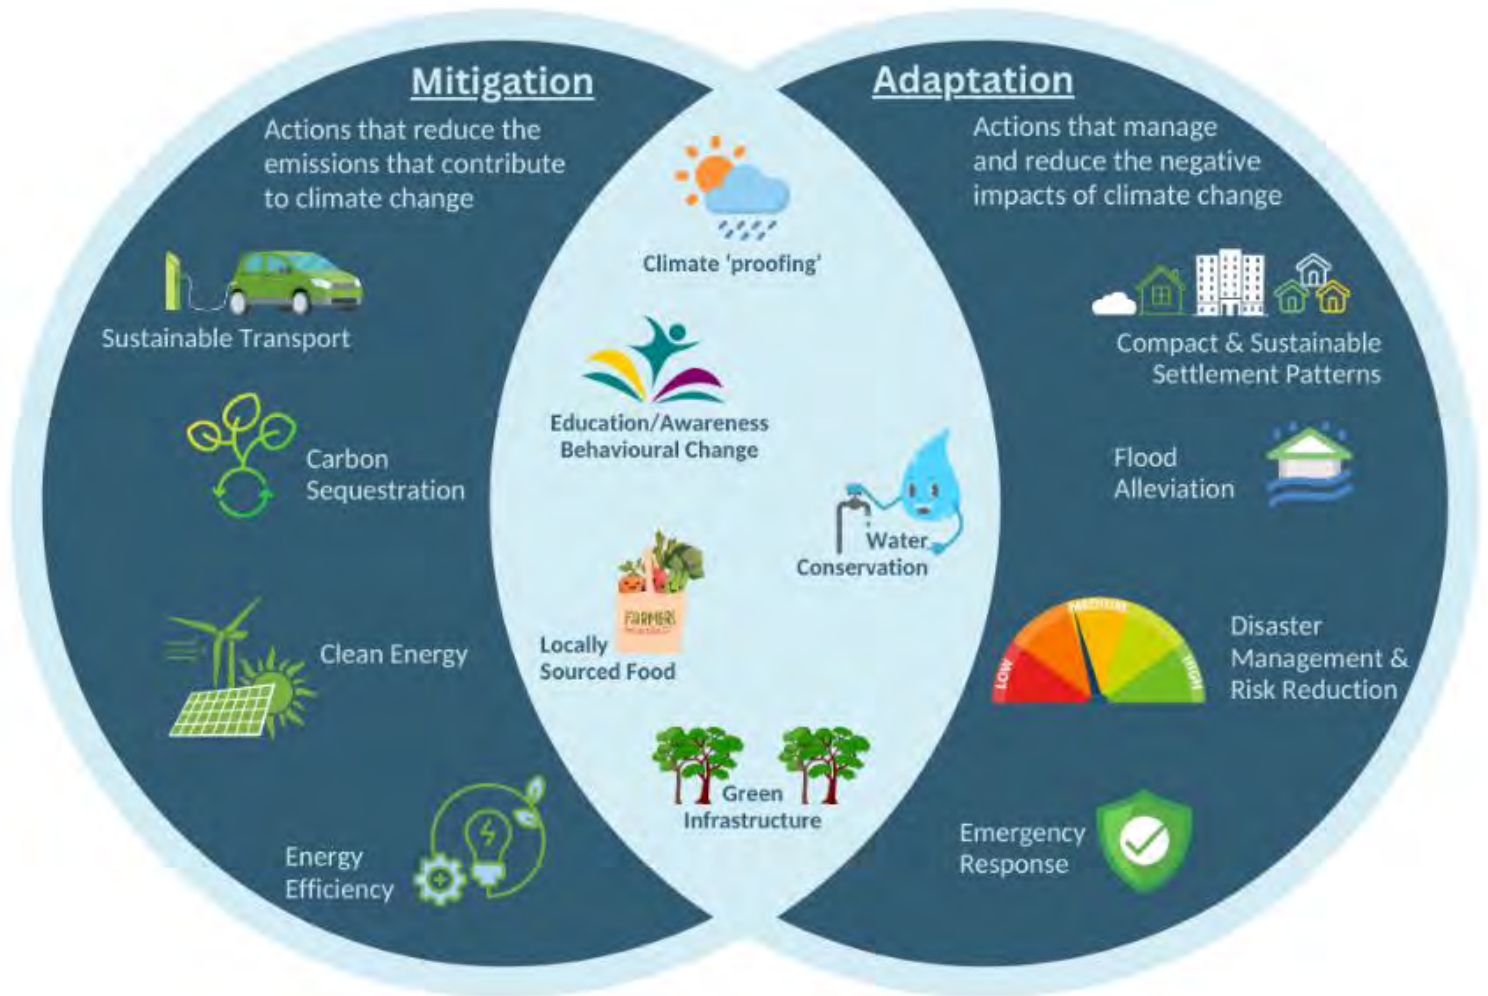 Mitigation
Actions that reduce the
emissions that contribute
to climate change
Sustainable Transport
Carbon
Sequestration
Clean Energy
Energy
Efficiency
Climate 'proofing'
Education/Awareness
Behavioural Change
Water
Conservation
FARMERS
Locally
Sourced Food
Green
Infrastructure
Adaptation
Actions that manage
and reduce the negative
impacts of climate change
Compact & Sustainable
Settlement Patterns
Flood
Alleviation
LOW
MEDIUM
HIGH
Disaster
Management &
Risk Reduction
Emergency
Response